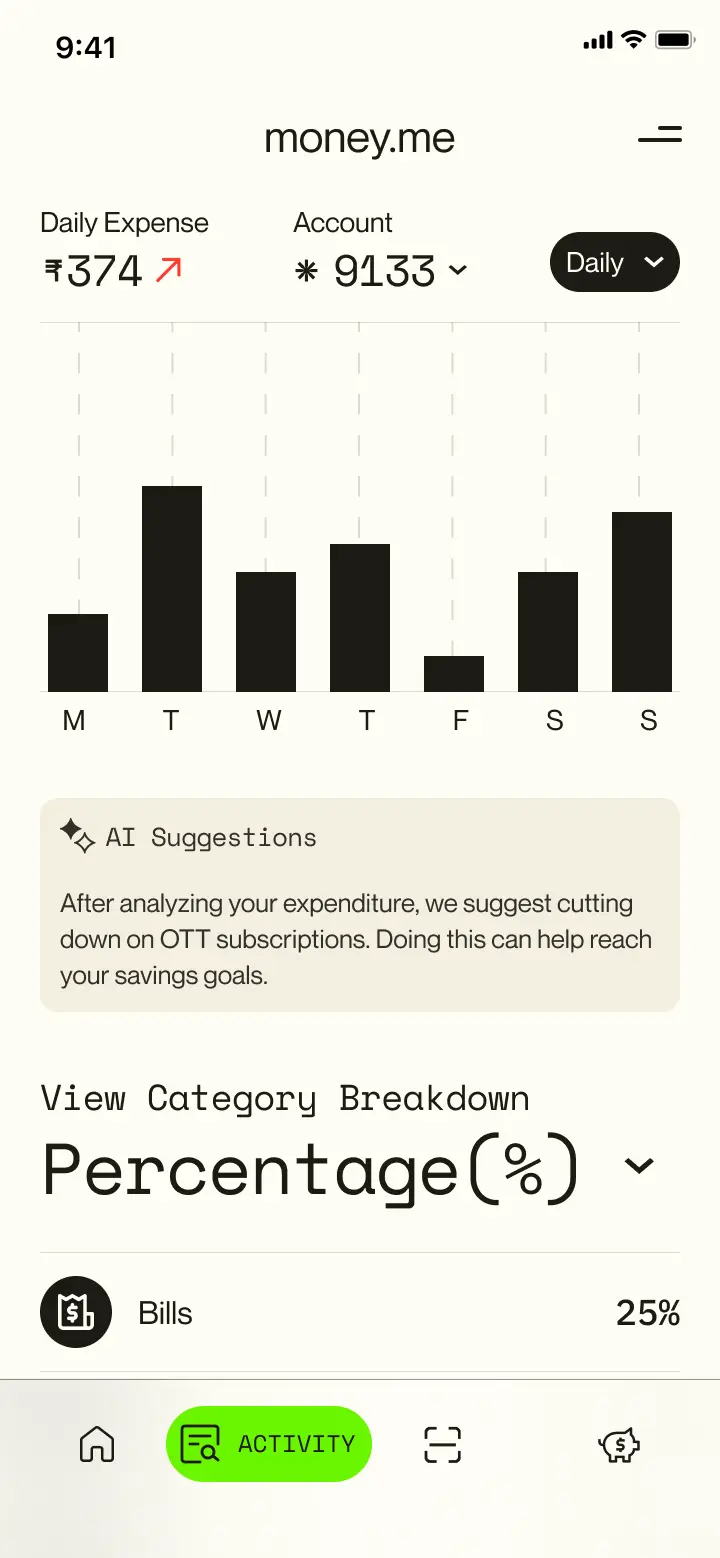 9:41
money.me
Daily Expense
₹374
Account
✷ 9133
Daily
M T W T F S S
AI Suggestions
After analyzing your expenditure, we suggest cutting
down on OTT subscriptions. Doing this can help reach
your savings goals.
View Category Breakdown
Percentage(%)
$ Bills 25%
ACTIVITY
$